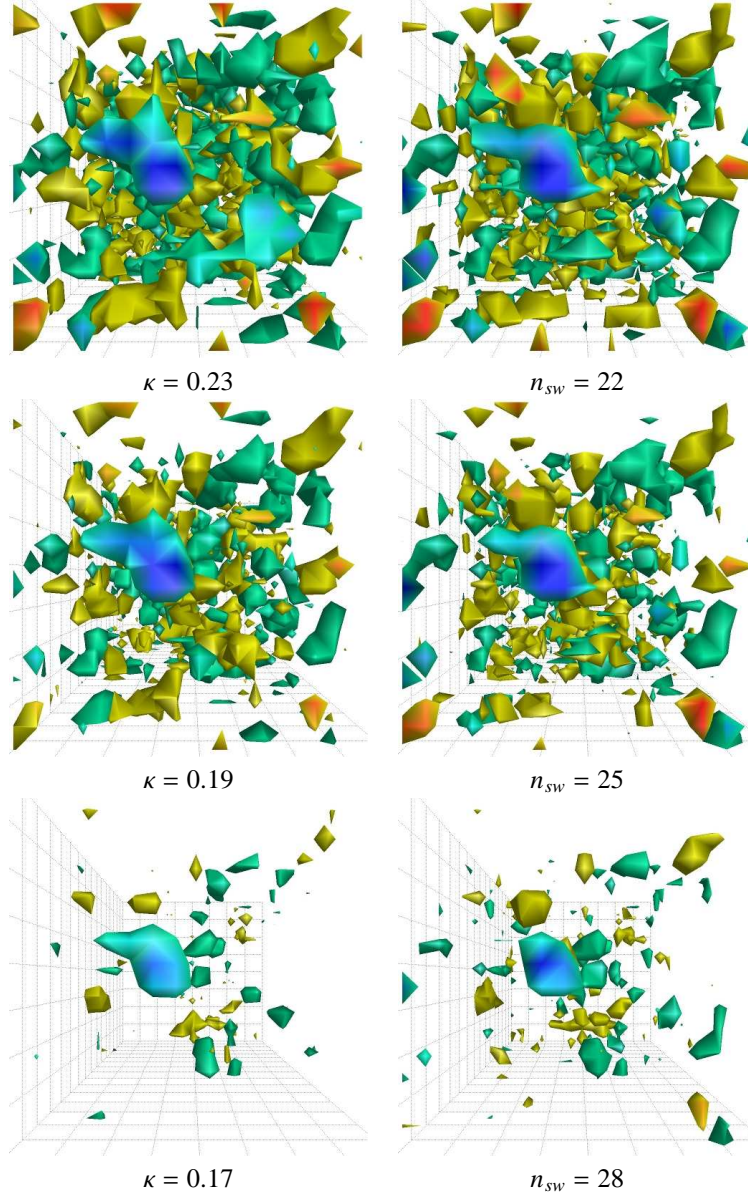 κ = 0.23
n_sw = 22
κ = 0.19
n_sw = 25
κ = 0.17
n_sw = 28